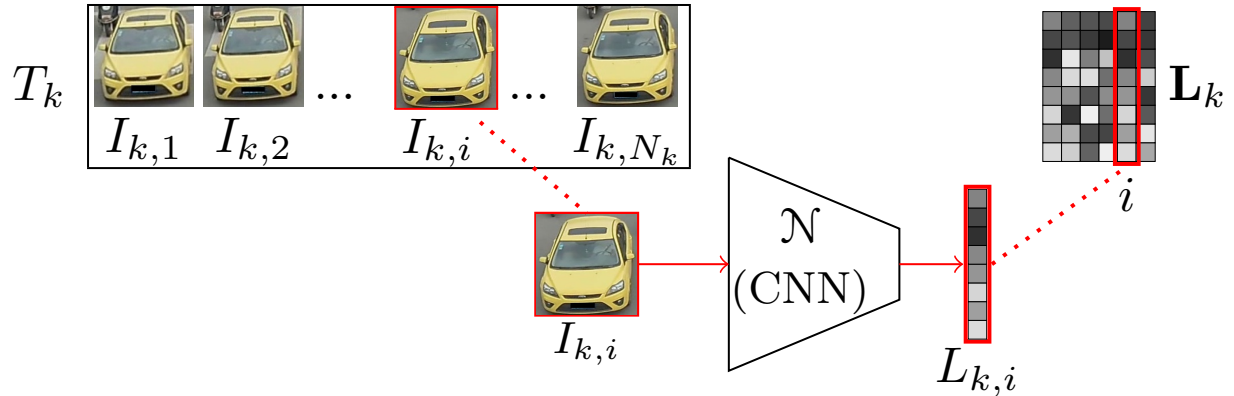 T_k
... ...
I_{k,1} I_{k,2} I_{k,i} I_{k,N_k}
𝐋_k
i
𝒩
(CNN)
I_{k,i}
L_{k,i}